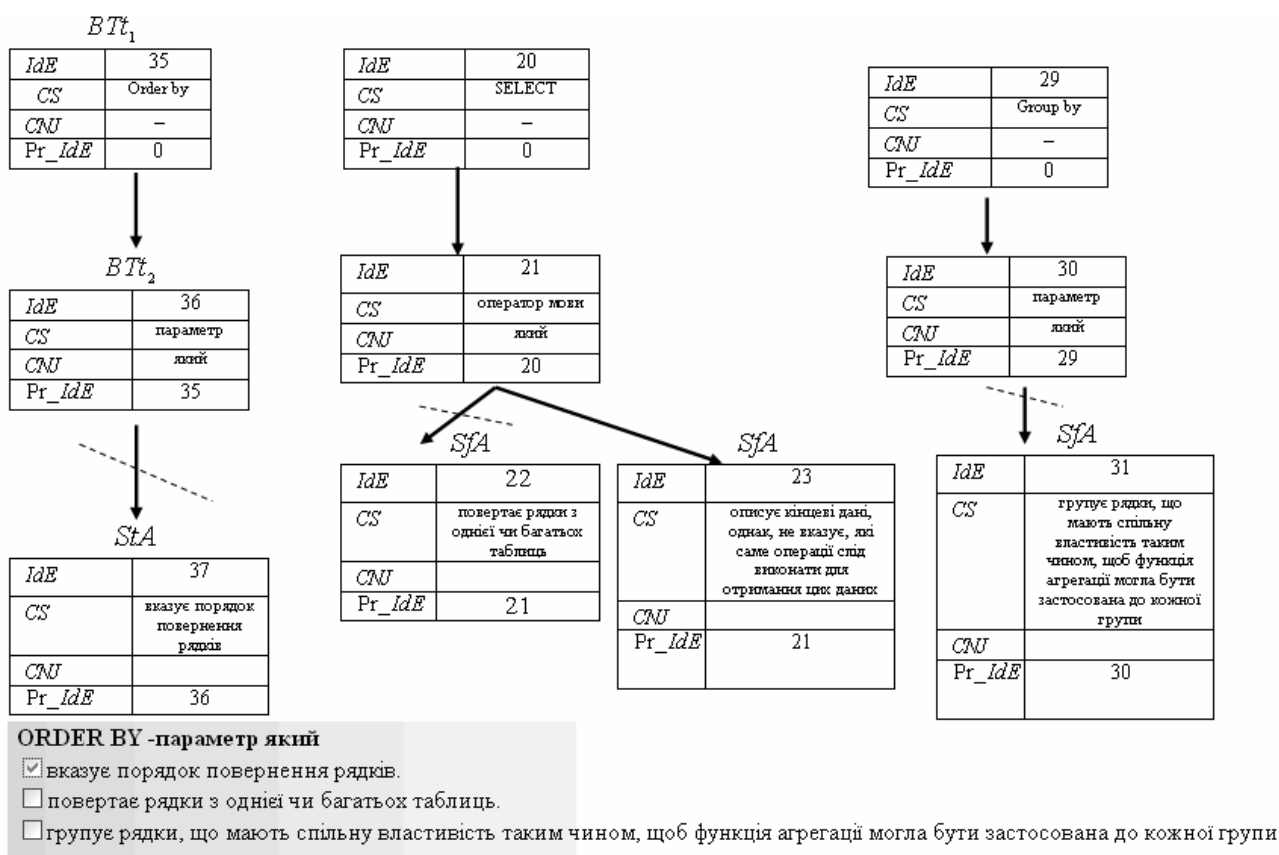 BTt₁
IdE 35
CS Order by
CNJ –
Pr_IdE 0
BTt₂
IdE 36
CS параметр
CNJ який
Pr_IdE 35
StA
IdE 37
CS вказує порядок
повернення
рядків
CNJ
Pr_IdE 36
IdE 20
CS SELECT
CNJ –
Pr_IdE 0
IdE 21
CS оператор мови
CNJ який
Pr_IdE 20
SfA
IdE 22
CS повертає рядки з
однієї чи багатьох
таблиць
CNJ
Pr_IdE 21
SfA
IdE 23
CS описує кінцеві дані,
однак, не вказує, які
саме операції слід
виконати для
отримання цих даних
CNJ
Pr_IdE 21
IdE 29
CS Group by
CNJ –
Pr_IdE 0
IdE 30
CS параметр
CNJ який
Pr_IdE 29
SfA
IdE 31
CS групує рядки, що
мають спільну
властивість таким
чином, щоб функція
агрегації могла бути
застосована до кожної
групи
CNJ
Pr_IdE 30
ORDER BY -параметр який
вказує порядок повернення рядків.
повертає рядки з однієї чи багатьох таблиць.
групує рядки, що мають спільну властивість таким чином, щоб функція агрегації могла бути застосована до кожної групи